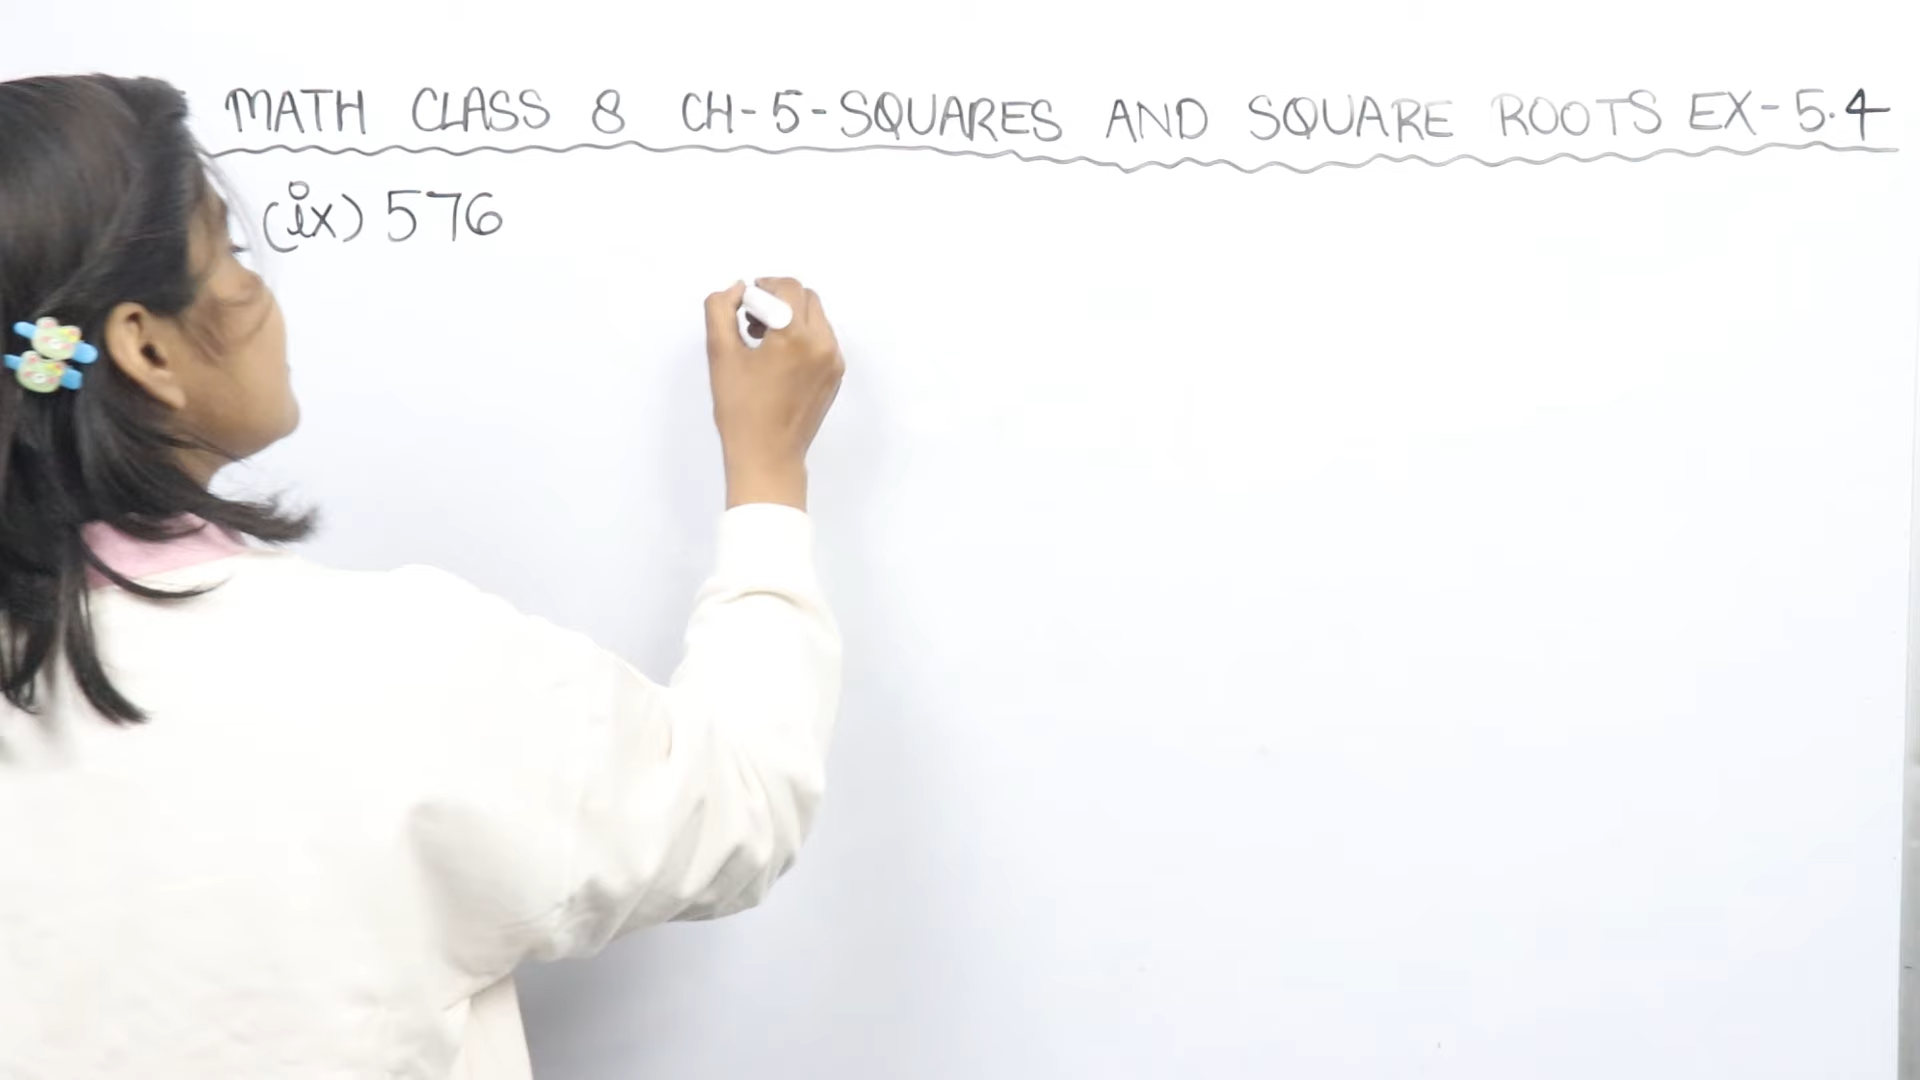 MATH CLASS 8 CH-5-SQUARES AND SQUARE ROOTS EX-5.4
(ix) 576